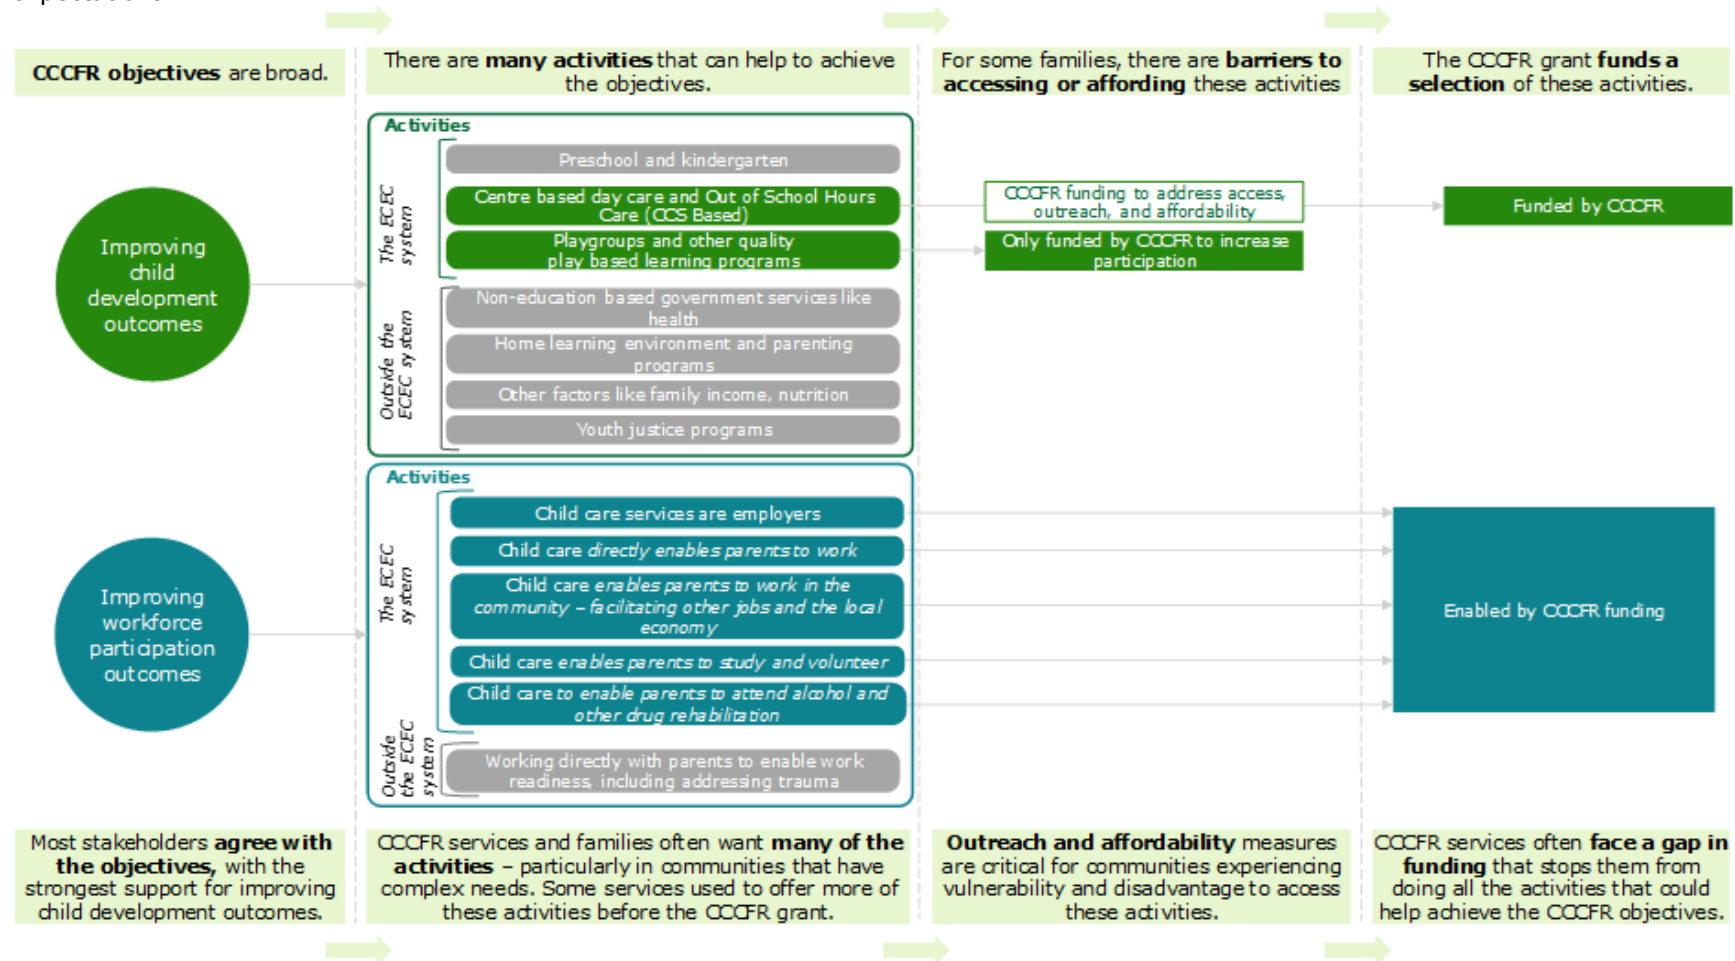 CCCFR objectives are broad.
There are many activities that can help to achieve
the objectives.
For some families, there are barriers to
accessing or affording these activities
The CCCFR grant funds a
selection of these activities.
Improving
child
development
outcomes
Activities
The ECEC
system
Preschool and kindergarten
Centre based day care and Out of School Hours
Care (CCS Based)
Playgroups and other quality
play based learning programs
Outside the
ECEC system
Non-education based government services like
health
Home learning environment and parenting
programs
Other factors like family income, nutrition
Youth justice programs
CCCFR funding to address access,
outreach, and affordability
Only funded by CCCFR to increase
participation
Funded by CCCFR
Improving
workforce
participation
outcomes
Activities
The ECEC
system
Child care services are employers
Child care directly enables parents to work
Child care enables parents to work in the
community – facilitating other jobs and the local
economy
Child care enables parents to study and volunteer
Child care to enable parents to attend alcohol and
other drug rehabilitation
Outside
the ECEC
system
Working directly with parents to enable work
readiness, including addressing trauma
Enabled by CCCFR funding
Most stakeholders agree with
the objectives, with the
strongest support for improving
child development outcomes.
CCCFR services and families often want many of the
activities – particularly in communities that have
complex needs. Some services used to offer more of
these activities before the CCCFR grant.
Outreach and affordability measures
are critical for communities experiencing
vulnerability and disadvantage to access
these activities.
CCCFR services often face a gap in
funding that stops them from
doing all the activities that could
help achieve the CCCFR objectives.